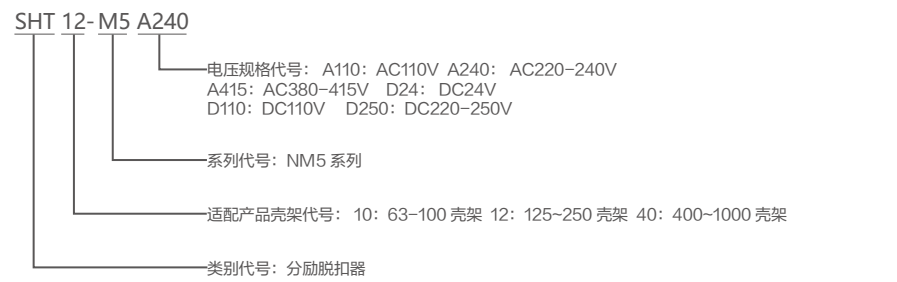 SHT 12- M5 A240
电压规格代号： A110：AC110V A240： AC220-240V
A415：AC380-415V D24： DC24V
D110：DC110V D250：DC220-250V
系列代号：NM5 系列
适配产品壳架代号： 10：63-100 壳架 12：125~250 壳架 40：400~1000 壳架
类别代号：分励脱扣器